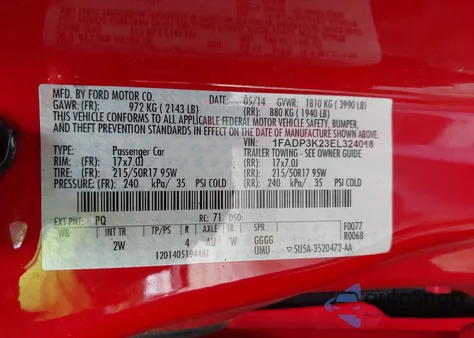 MFD. BY FORD MOTOR CO.
DATE: 05/14 GVWR: 1810 KG ( 3990 LB)
GAWR: (FR): 972 KG ( 2143 LB) (RR): 880 KG ( 1940 LB)
THIS VEHICLE CONFORMS TO ALL APPLICABLE FEDERAL MOTOR VEHICLE SAFETY, BUMPER,
AND THEFT PREVENTION STANDARDS IN EFFECT ON THE DATE OF MANUFACTURE SHOWN ABOVE.
VIN: 1FADP3K23EL324018
TYPE: Passenger Car TRAILER TOWING - SEE OWNER GUIDE
RIM: (FR): 17x7.0J (RR): 17x7.0J
TIRE: (FR): 215/50R17 95W (RR): 215/50R17 95W
PRESSURE: (FR): 240 kPa/ 35 PSI COLD (RR): 240 kPa/ 35 PSI COLD
EXT PNT: PQ RC: 71 DSO:
WB INT TR TP/PS R AXLE TR SPR F0077
2W 4 AU W GGGG R0068
1201405194481 UMU 5U5A-3520472-AA
AutoSnap